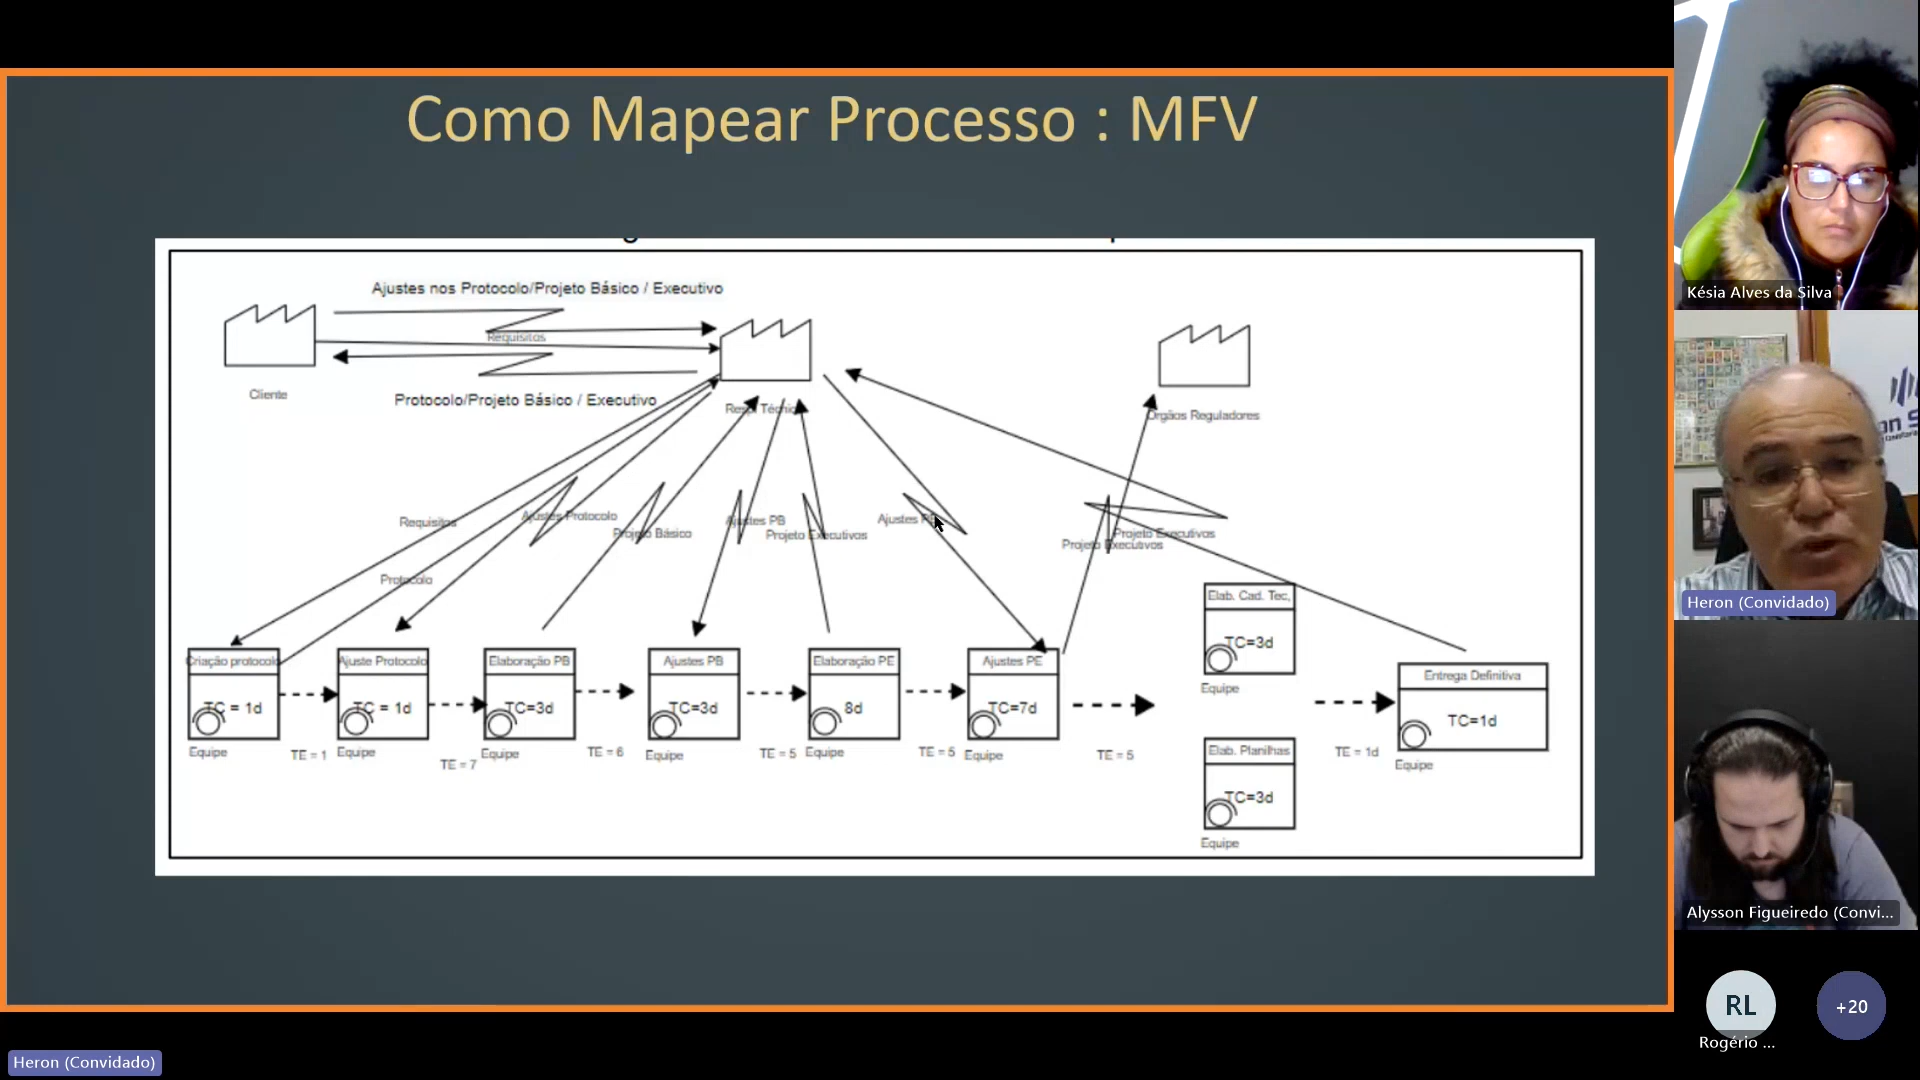 Como Mapear Processo : MFV
Ajustes nos Protocolo/Projeto Básico / Executivo
Requisitos
Cliente
Protocolo/Projeto Básico / Executivo
Resp. Técnico
Órgãos Reguladores
Requisitos
Ajustes Protocolo
Projeto Básico
Ajustes PB
Projeto Executivos
Ajustes PE
Projeto Executivos
Projeto Executivos
Protocolo
Elab. Cad. Tec,
TC=3d
Equipe
Criação protocolo
TC = 1d
Equipe
TE = 1
Ajuste Protocolo
TC = 1d
Equipe
TE = 7
Elaboração PB
TC=3d
Equipe
TE = 6
Ajustes PB
TC=3d
Equipe
TE = 5
Elaboração PE
8d
Equipe
TE = 5
Ajustes PE
TC=7d
Equipe
TE = 5
Elab. Planilhas
TC=3d
Equipe
TE = 1d
Entrega Definitiva
TC=1d
Equipe
Késia Alves da Silva
Heron (Convidado)
Alysson Figueiredo (Convi...
RL
Rogério ...
+20
Heron (Convidado)